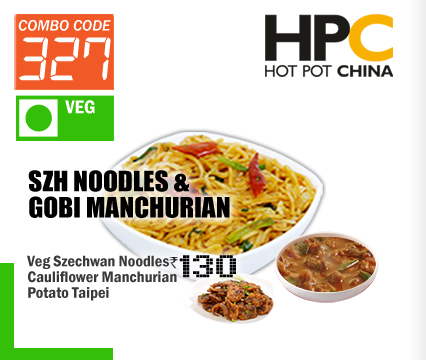 COMBO CODE
327
VEG
HPC
HOT POT CHINA
SZH NOODLES &
GOBI MANCHURIAN
Veg Szechwan Noodles ₹130
Cauliflower Manchurian
Potato Taipei